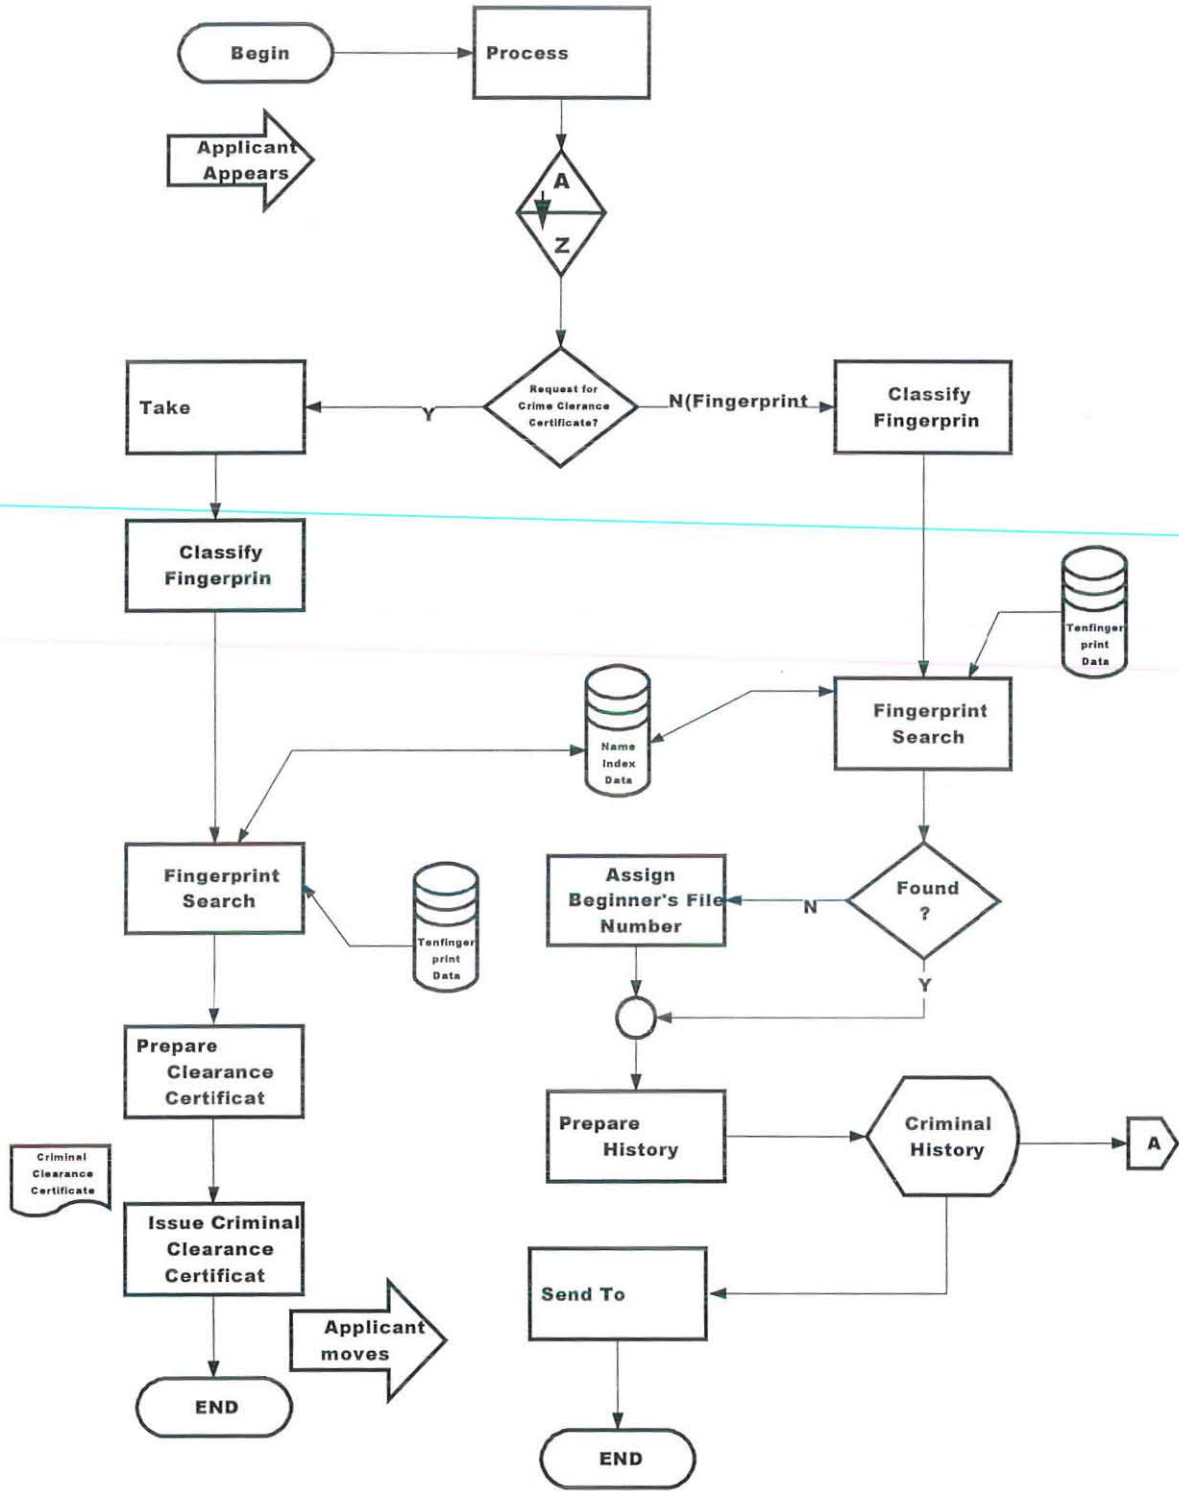 Begin
Process
Applicant
Appears
A
Z
Request for
Crime Clerance
Certificate?
Y
N(Fingerprint
Take
Classify
Fingerprin
Classify
Fingerprin
Tenfinger
print
Data
Name
Index
Data
Fingerprint
Search
Fingerprint
Search
Tenfinger
print
Data
Assign
Beginner's File
Number
N
Found
?
Y
Prepare
Clearance
Certificat
Prepare
History
Criminal
History
A
Criminal
Clearance
Certificate
Issue Criminal
Clearance
Certificat
Send To
Applicant
moves
END
END